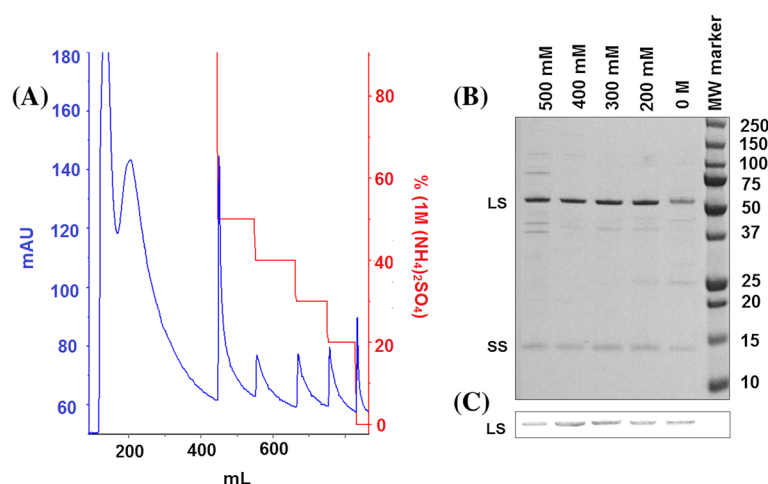 (A)
180
160
140
120
100
80
60
mAU
200
400
600
mL
80
60
40
20
0
% (1M (NH4)2SO4)
(B)
500 mM
400 mM
300 mM
200 mM
0 M
MW marker
LS
SS
250
150
100
75
50
37
25
20
15
10
(C)
LS